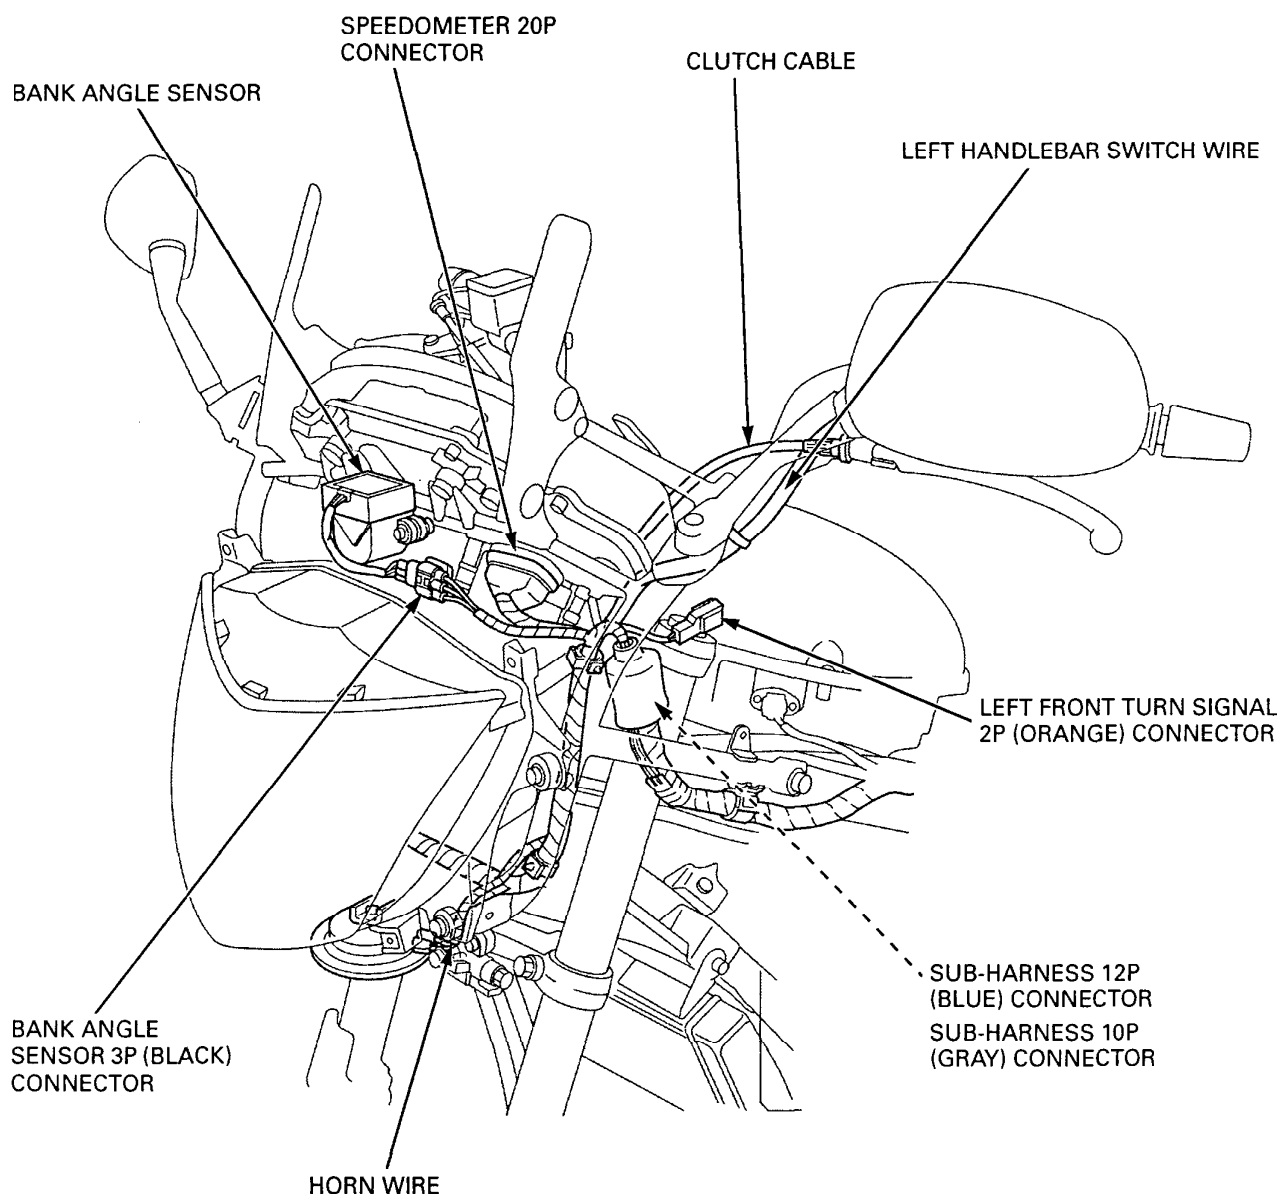 SPEEDOMETER 20P
CONNECTOR
CLUTCH CABLE
BANK ANGLE SENSOR
LEFT HANDLEBAR SWITCH WIRE
LEFT FRONT TURN SIGNAL
2P (ORANGE) CONNECTOR
SUB-HARNESS 12P
(BLUE) CONNECTOR
SUB-HARNESS 10P
(GRAY) CONNECTOR
BANK ANGLE
SENSOR 3P (BLACK)
CONNECTOR
HORN WIRE